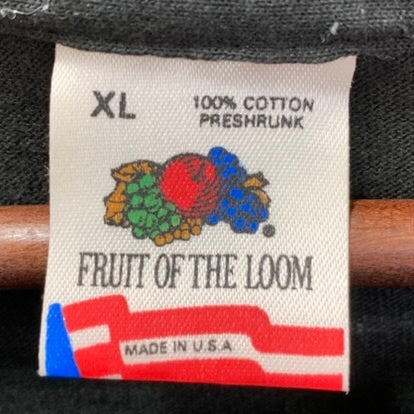 XL
100% COTTON
PRESHRUNK
FRUIT OF THE LOOM
MADE IN U.S.A